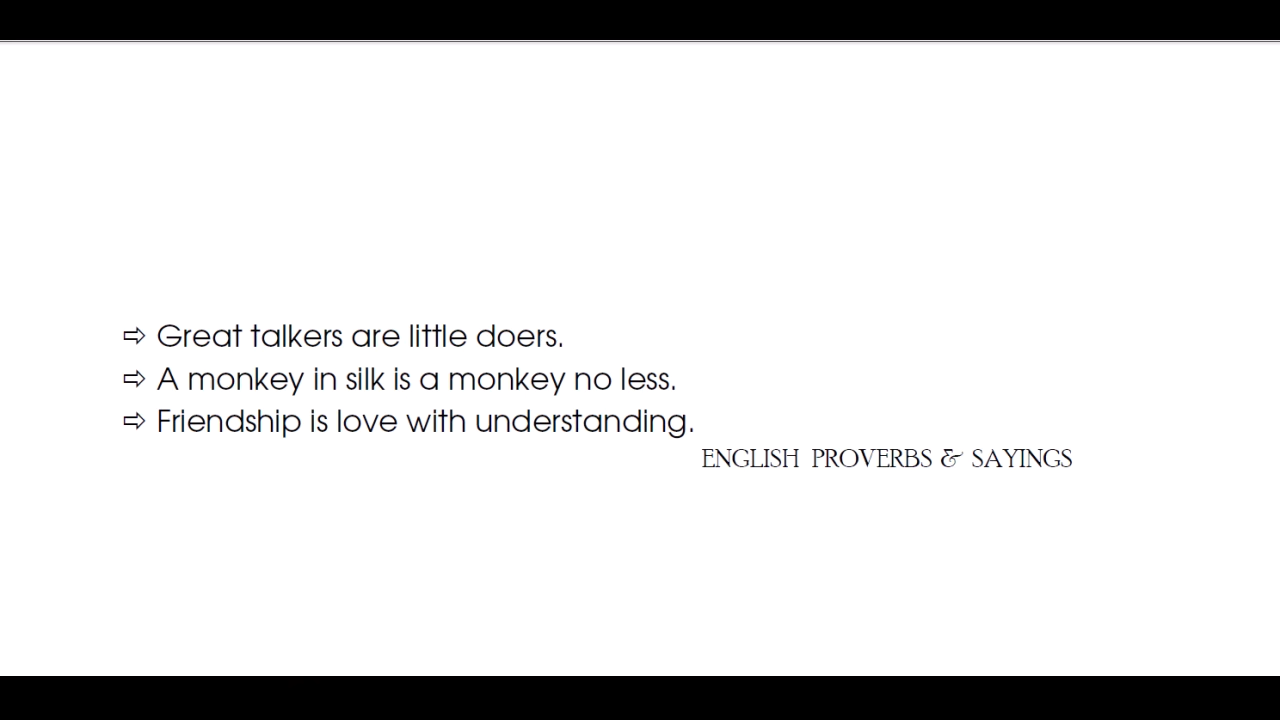 ⇨ Great talkers are little doers.
⇨ A monkey in silk is a monkey no less.
⇨ Friendship is love with understanding.
ENGLISH PROVERBS & SAYINGS